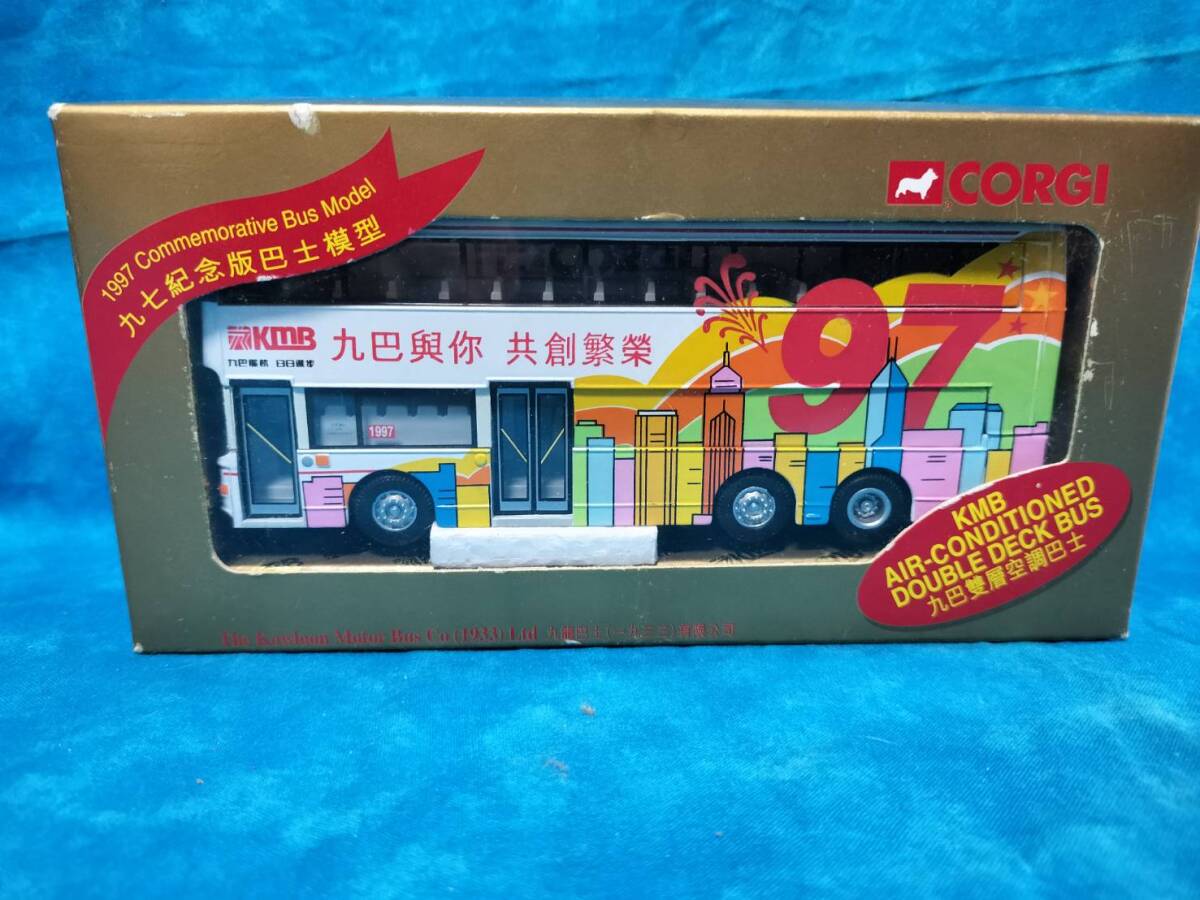 1997 Commemorative Bus Model
九七紀念版巴士模型
CORGI
97
KMB
九巴服務 日日進步
九巴與你 共創繁榮
1997
KMB
AIR-CONDITIONED
DOUBLE DECK BUS
九巴雙層空調巴士
The Kowloon Motor Bus Co (1933) Ltd 九龍巴士(一九三三)有限公司